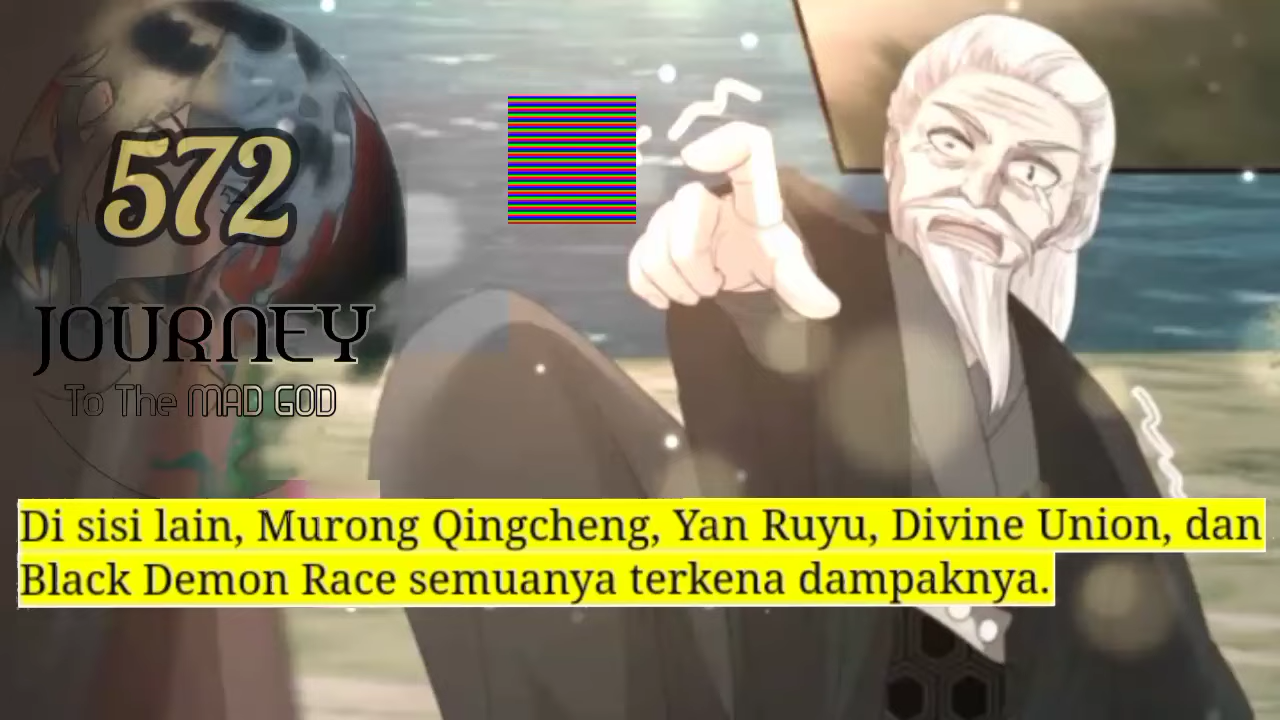 572
JOURNEY
To The MAD GOD
Di sisi lain, Murong Qingcheng, Yan Ruyu, Divine Union, dan
Black Demon Race semuanya terkena dampaknya.